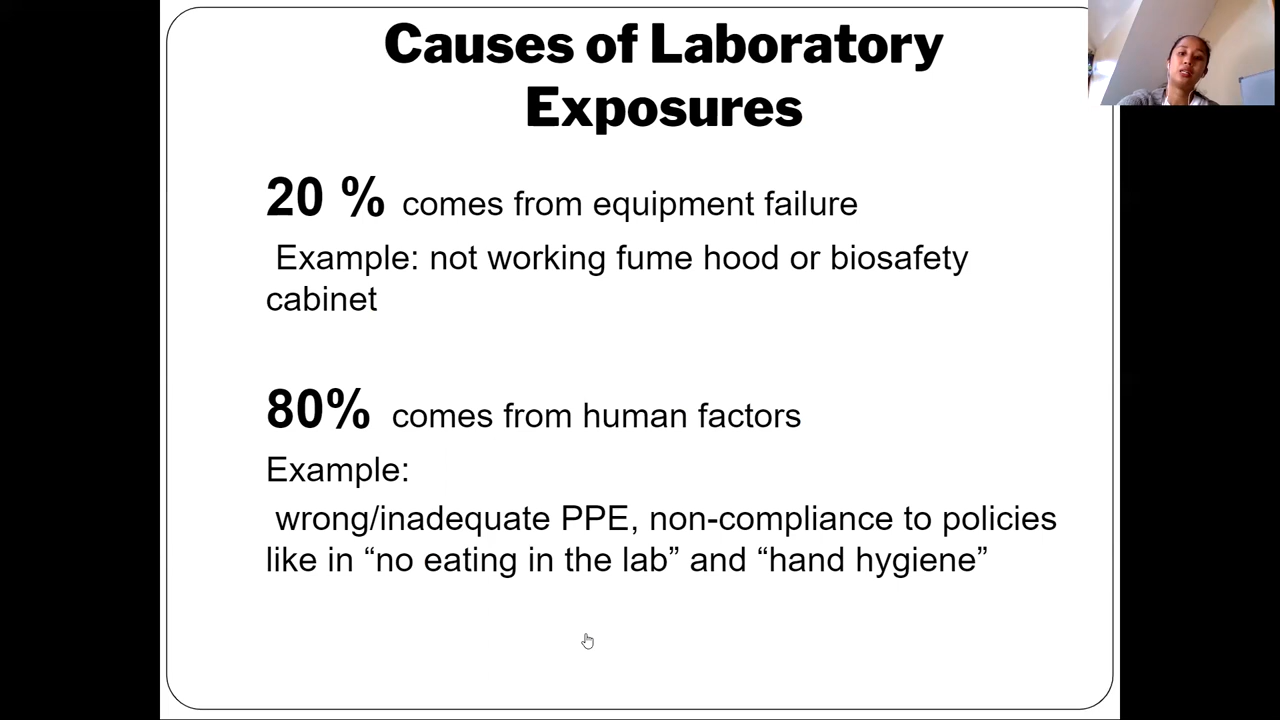 Causes of Laboratory
Exposures
20 % comes from equipment failure
Example: not working fume hood or biosafety
cabinet
80% comes from human factors
Example:
wrong/inadequate PPE, non-compliance to policies
like in “no eating in the lab” and “hand hygiene”